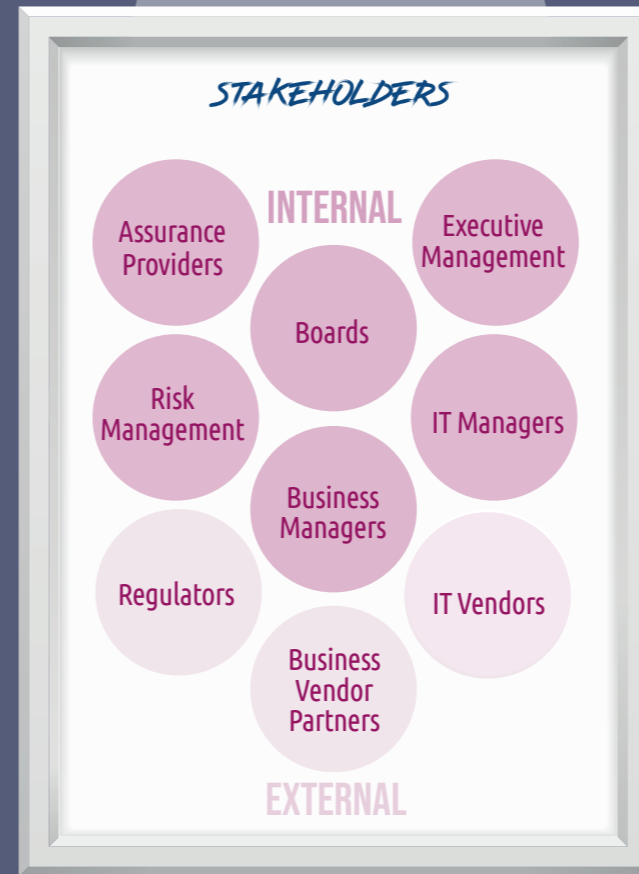 STAKEHOLDERS
INTERNAL
Assurance
Providers
Executive
Management
Boards
Risk
Management
IT Managers
Business
Managers
Regulators
IT Vendors
Business
Vendor
Partners
EXTERNAL